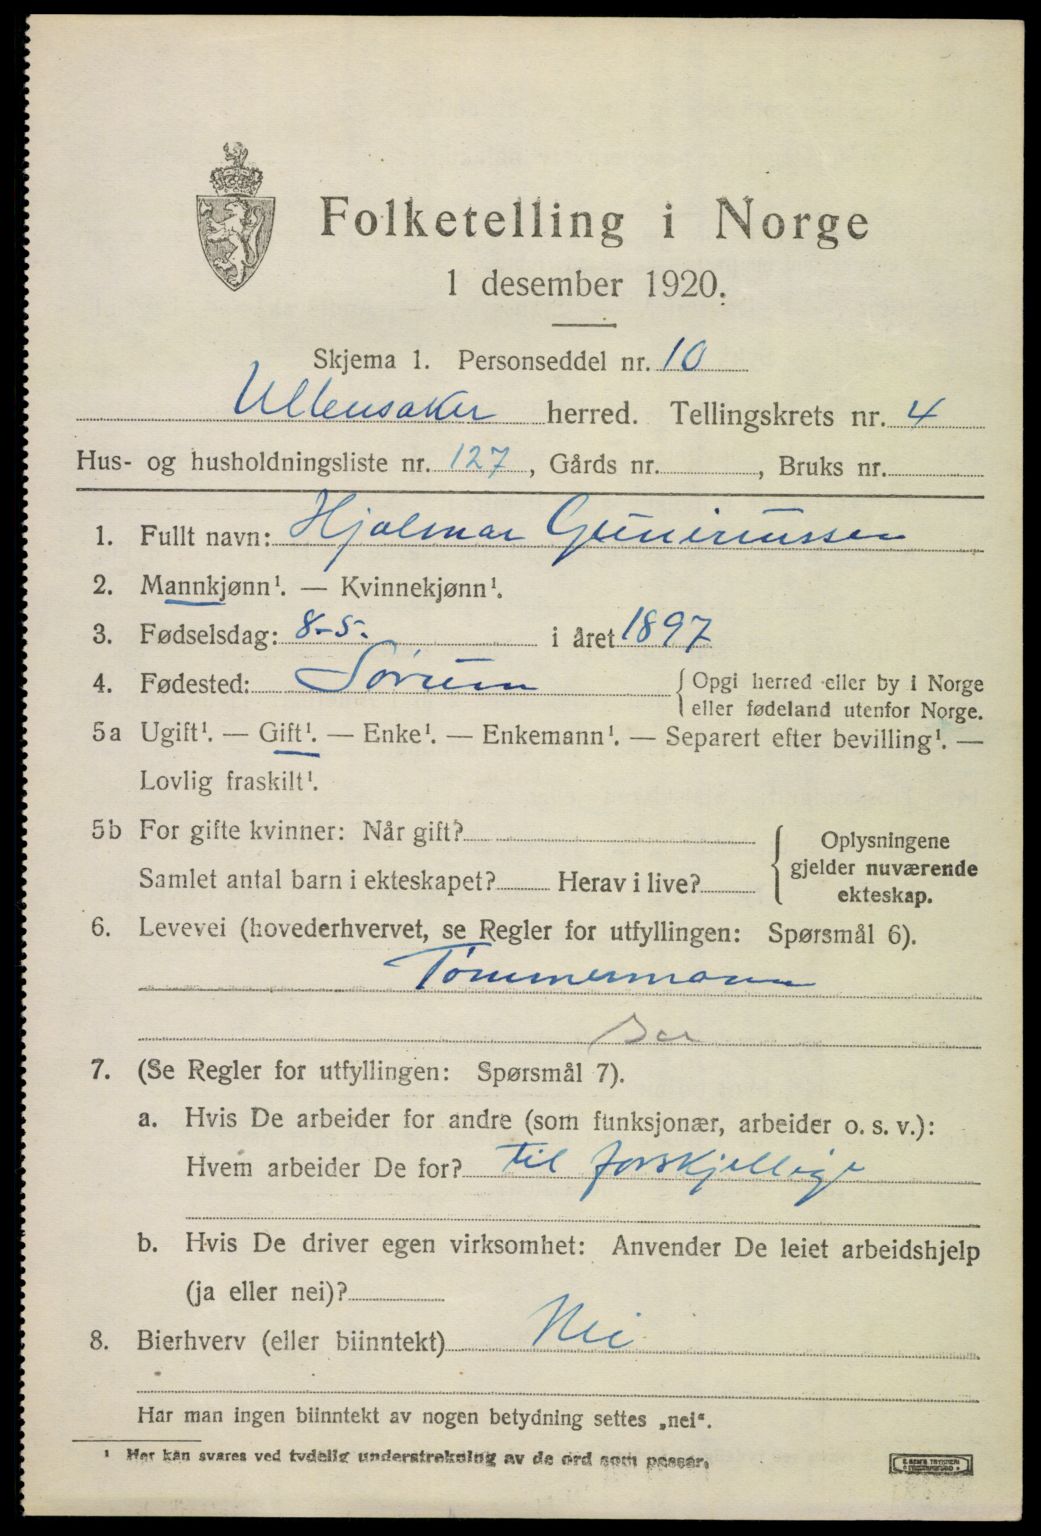 Folketelling i Norge
1 desember 1920.
Skjema 1. Personseddel nr. 10
Ullensaker herred. Tellingskrets nr. 4
Hus- og husholdningsliste nr. 127, Gårds nr. , Bruks nr.
1. Fullt navn: Hjalmar
2. Mannkjønn¹. — Kvinnekjønn¹.
3. Fødselsdag: 8-5. i året 1897
4. Fødested: Sørum
{ Opgi herred eller by i Norge
eller fødeland utenfor Norge.
5a Ugift¹. — Gift¹. — Enke¹. — Enkemann¹. — Separert efter bevilling¹. —
Lovlig fraskilt¹.
5b For gifte kvinner: Når gift?
Samlet antal barn i ekteskapet? Herav i live?
{ Oplysningene
gjelder nuværende
ekteskap.
6. Levevei (hovederhvervet, se Regler for utfyllingen: Spørsmål 6).
Tømmermann
7. (Se Regler for utfyllingen: Spørsmål 7).
a. Hvis De arbeider for andre (som funksjonær, arbeider o. s. v.):
Hvem arbeider De for? til forskjellige
b. Hvis De driver egen virksomhet: Anvender De leiet arbeidshjelp
(ja eller nei)?
8. Bierhverv (eller biinntekt) Nei
Har man ingen biinntekt av nogen betydning settes „nei“.
¹ Her kan svares ved tydelig understrekning av de ord som passer.